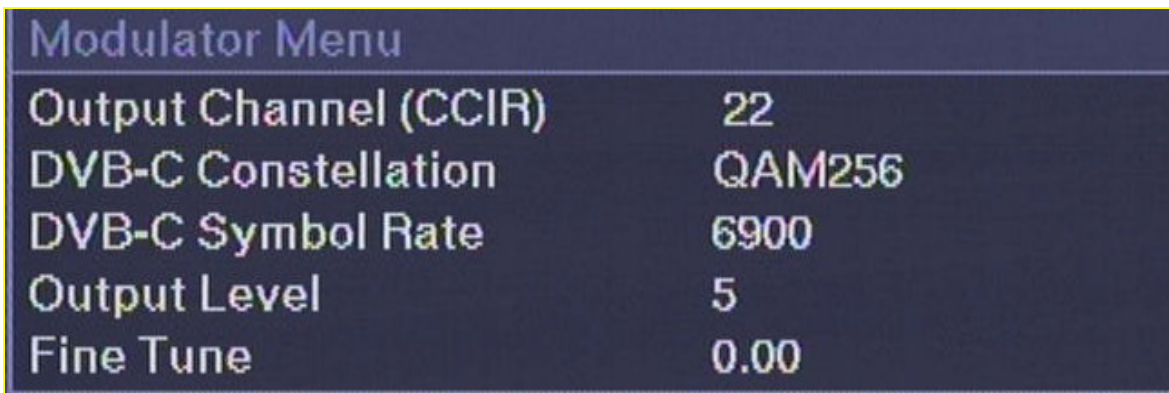 Modulator Menu
Output Channel (CCIR) 22
DVB-C Constellation QAM256
DVB-C Symbol Rate 6900
Output Level 5
Fine Tune 0.00